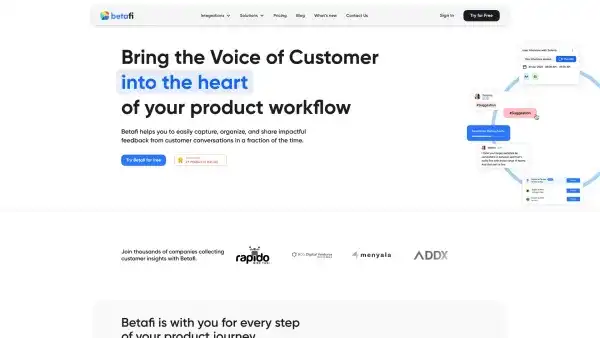 betafi
Integrations Solutions Pricing Blog What's new Contact Us
Sign In
Try for Free
Bring the Voice of Customer
into the heart
of your product workflow
Betafi helps you to easily capture, organize, and share impactful
feedback from customer conversations in a fraction of the time.
Try Betafi for free
#Suggestion
#Suggestion
Join thousands of companies collecting
customer insights with Betafi.
rapido
Digital Ventures
menyala
ADDX
Betafi is with you for every step
of your product journey